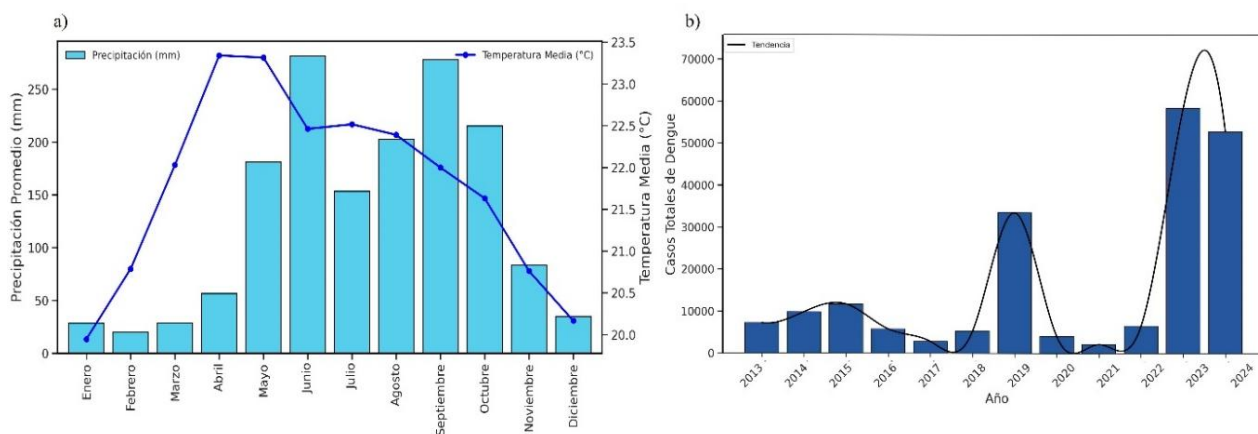 a)
Precipitación (mm)
Temperatura Media (°C)
Precipitación Promedio (mm)
250
200
150
100
50
0
23.5
23.0
22.5
22.0
21.5
21.0
20.5
20.0
Temperatura Media (°C)
Enero
Febrero
Marzo
Abril
Mayo
Junio
Julio
Agosto
Septiembre
Octubre
Noviembre
Diciembre
b)
Tendencia
Casos Totales de Dengue
70000
60000
50000
40000
30000
20000
10000
0
2013
2014
2015
2016
2017
2018
2019
2020
2021
2022
2023
2024
Año